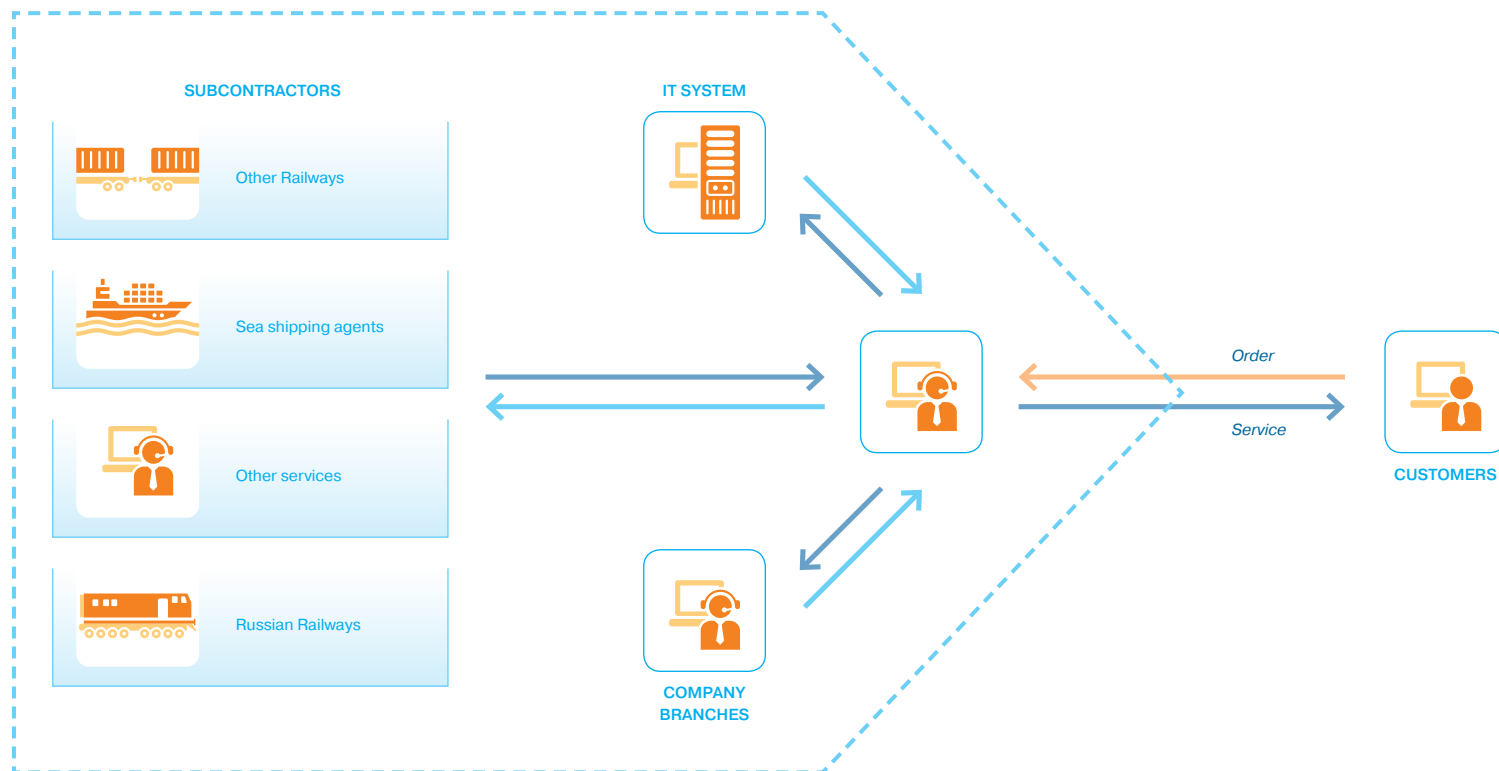 SUBCONTRACTORS
Other Railways
Sea shipping agents
Other services
Russian Railways
IT SYSTEM
COMPANY
BRANCHES
Order
Service
CUSTOMERS